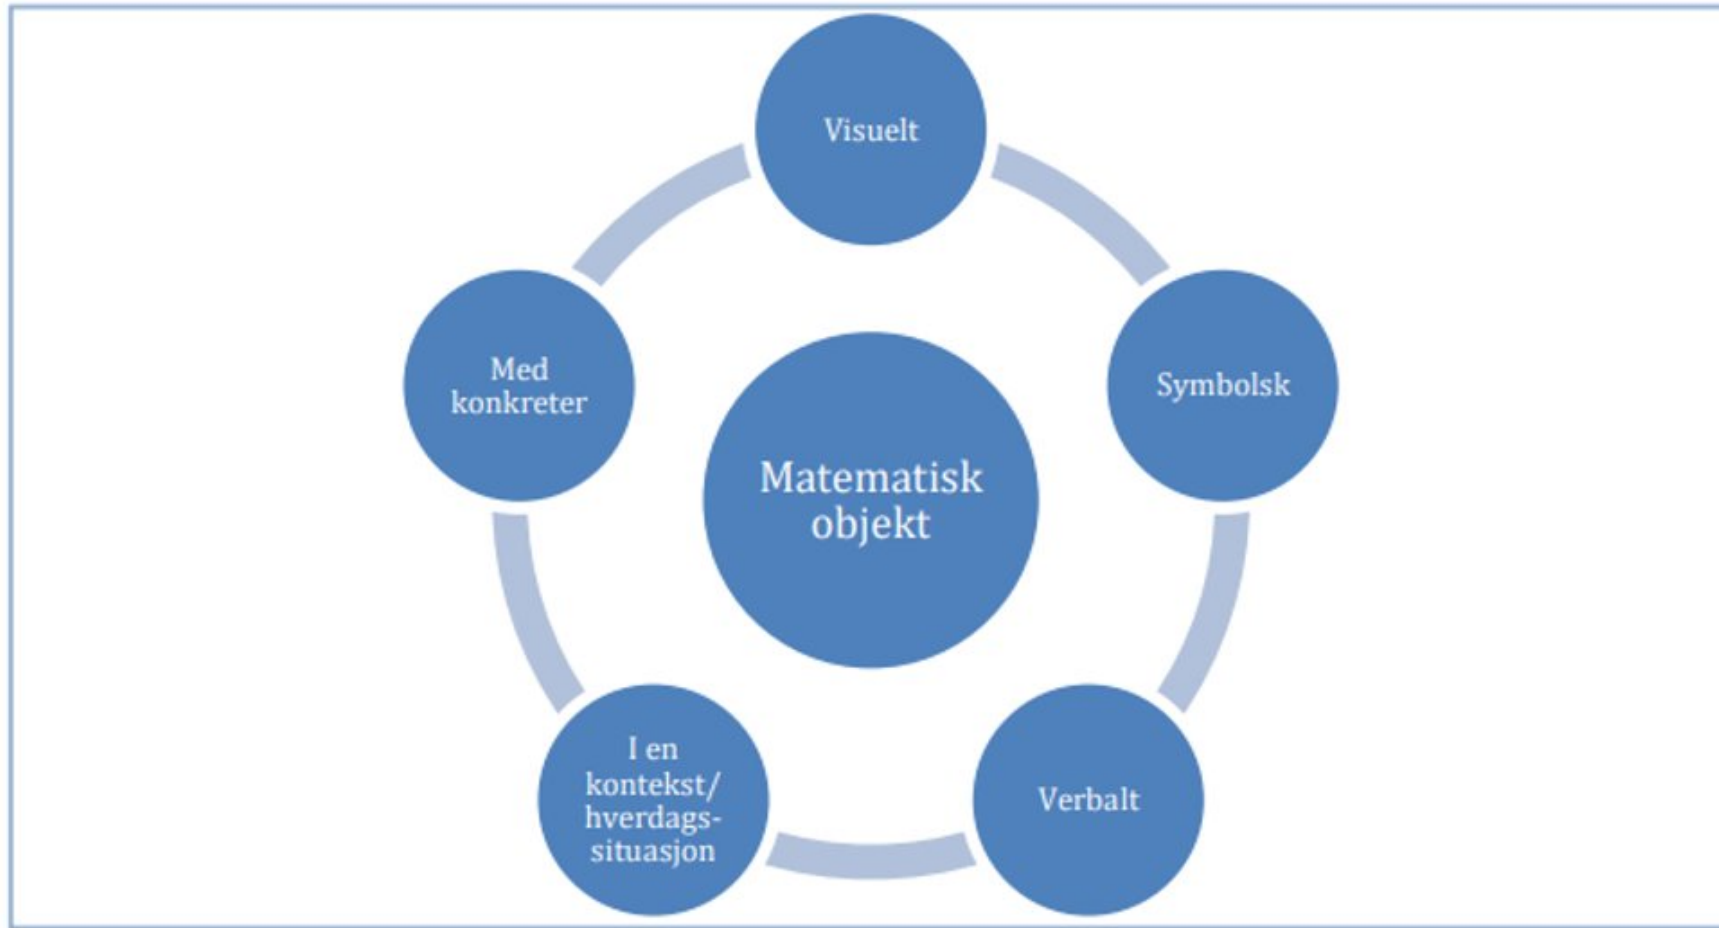 Visuelt
Symbolsk
Verbalt
I en
kontekst/
hverdags-
situasjon
Med
konkreter
Matematisk
objekt